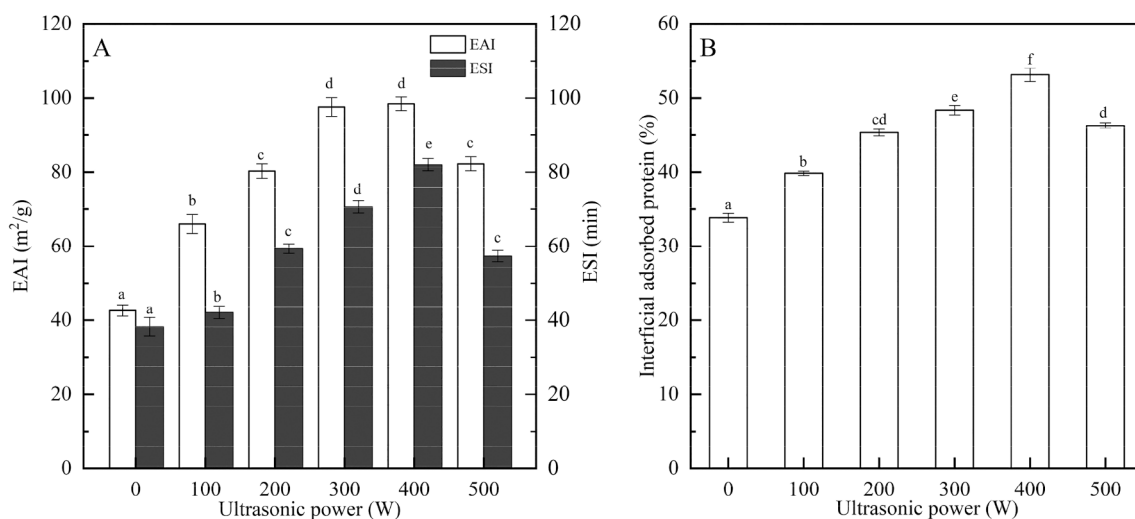 A
EAI
ESI
120
100
80
60
40
20
0
EAI (m²/g)
120
100
80
60
40
20
0
ESI (min)
a
a
b
b
c
c
d
d
d
e
c
c
0
100
200
300
400
500
Ultrasonic power (W)
B
60
50
40
30
20
10
0
Interficial adsorbed protein (%)
a
b
cd
e
f
d
0
100
200
300
400
500
Ultrasonic power (W)